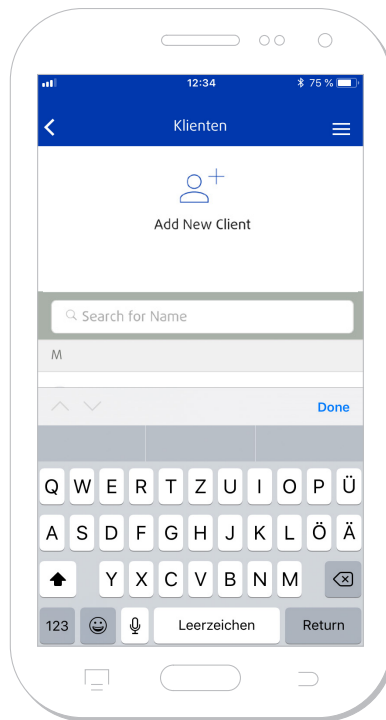 12:34 75 %
Klienten
Add New Client
Search for Name
M
Done
Q W E R T Z U I O P Ü
A S D F G H J K L Ö Ä
Y X C V B N M
123 Leerzeichen Return